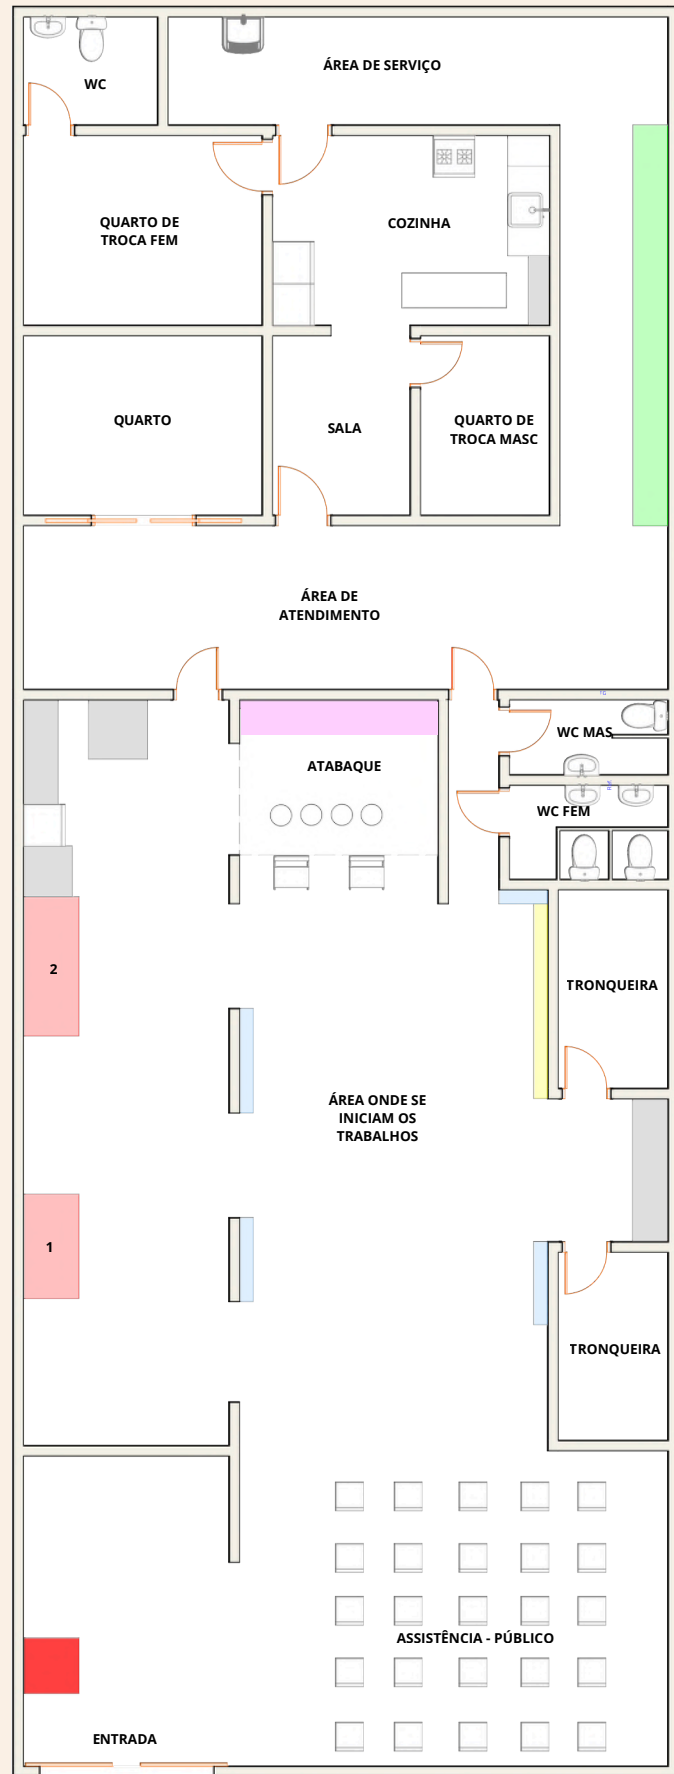 WC
ÁREA DE SERVIÇO
QUARTO DE
TROCA FEM
COZINHA
QUARTO
SALA
QUARTO DE
TROCA MASC
ÁREA DE
ATENDIMENTO
WC MAS
ATABAQUE
WC FEM
2
TRONQUEIRA
ÁREA ONDE SE
INICIAM OS
TRABALHOS
1
TRONQUEIRA
ASSISTÊNCIA - PÚBLICO
ENTRADA